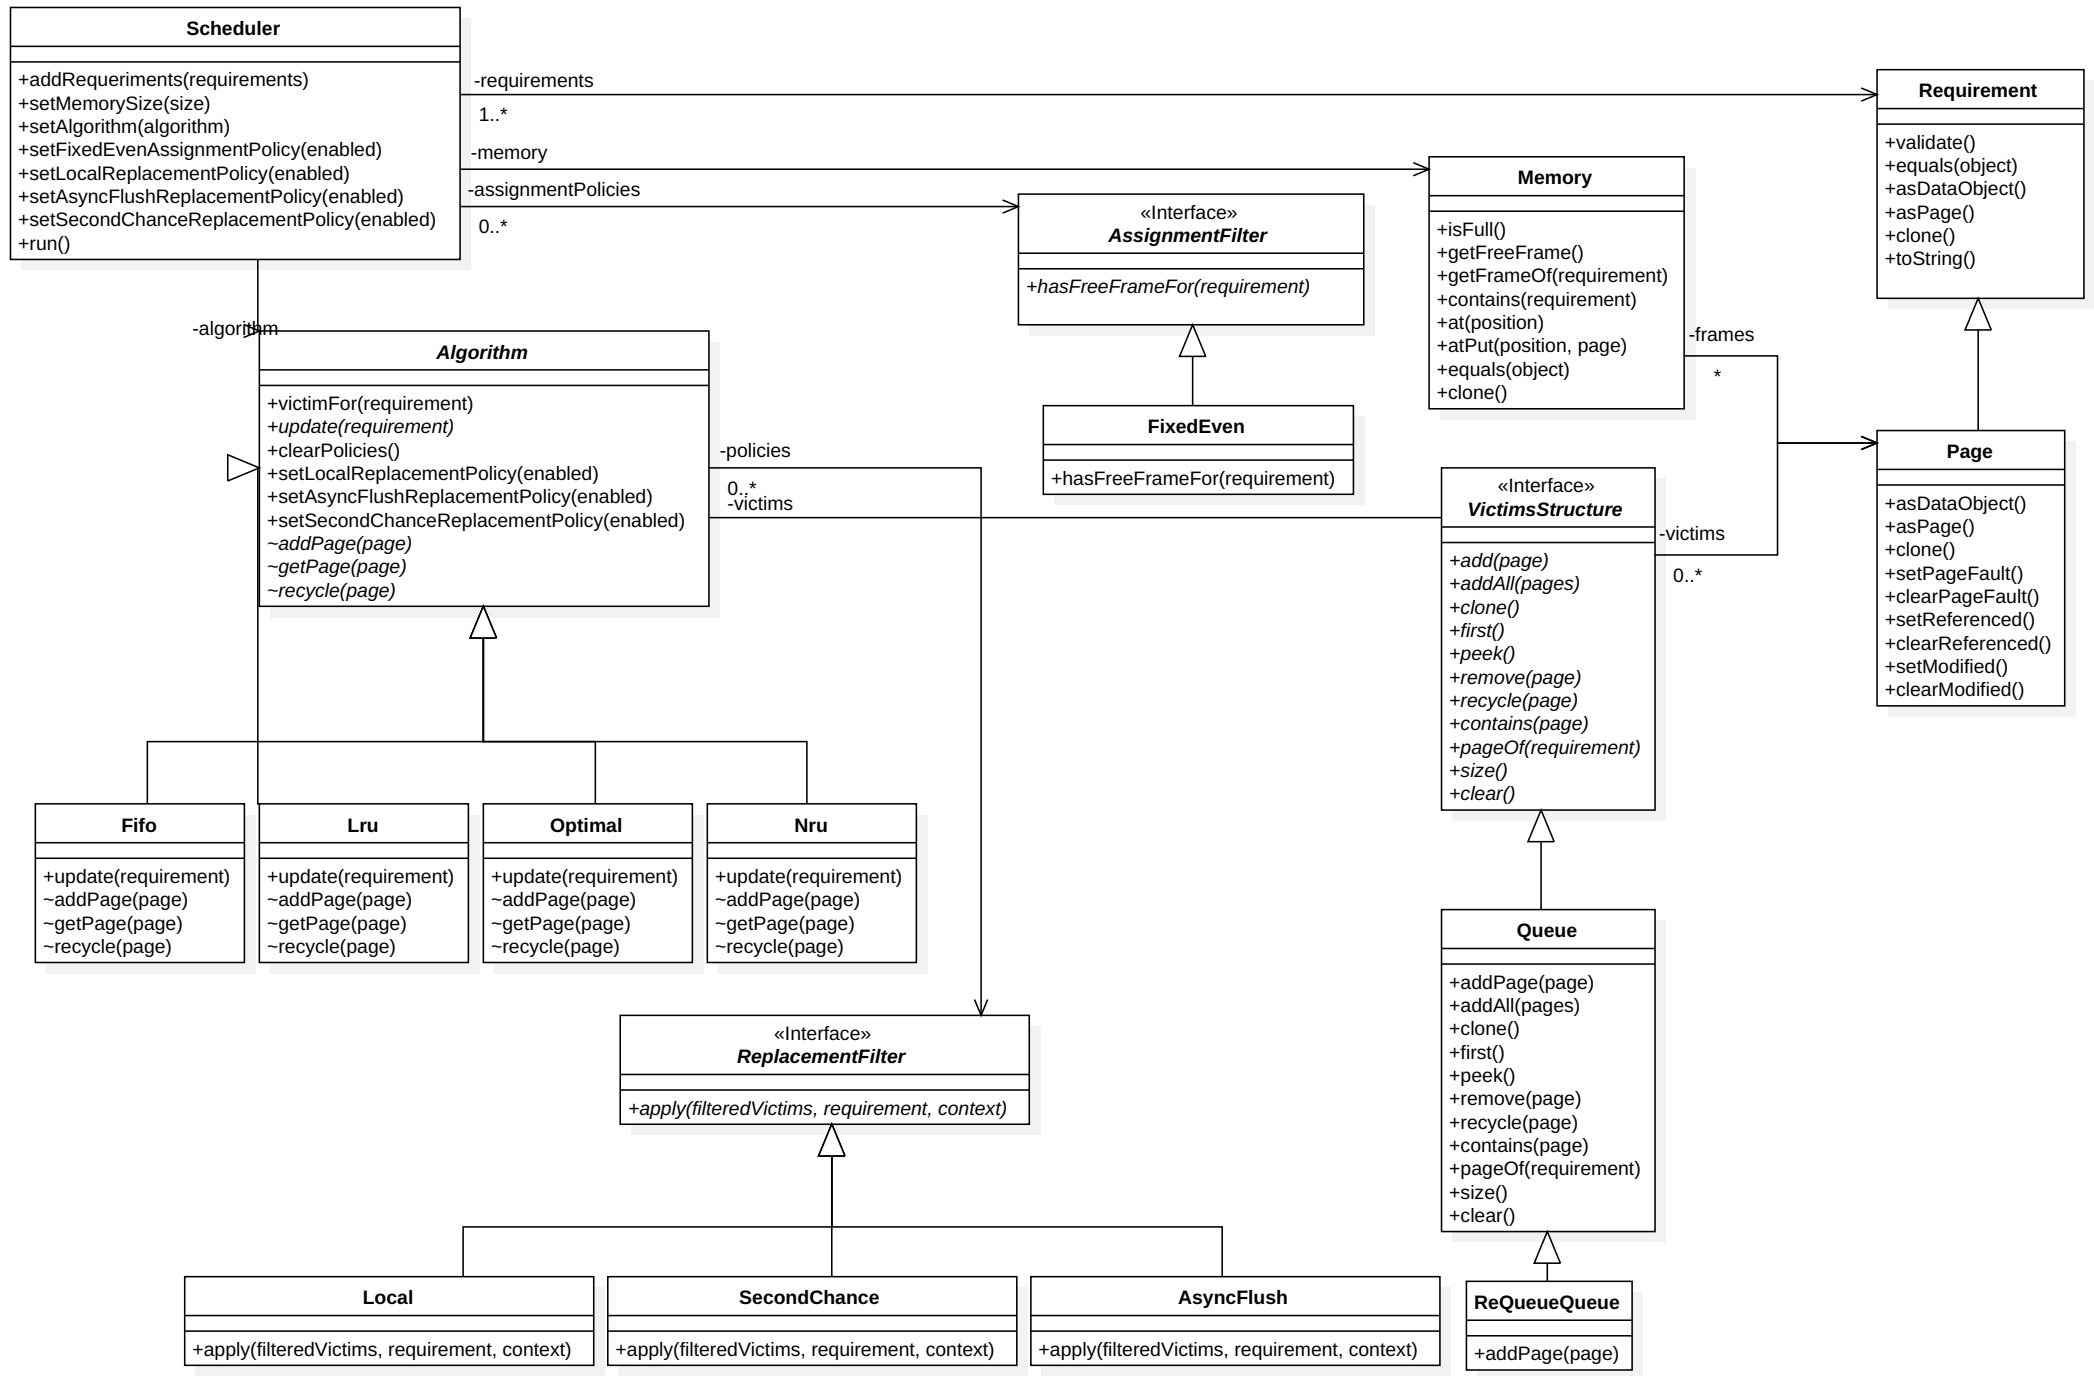 Scheduler
+addRequeriments(requirements)
+setMemorySize(size)
+setAlgorithm(algorithm)
+setFixedEvenAssignmentPolicy(enabled)
+setLocalReplacementPolicy(enabled)
+setAsyncFlushReplacementPolicy(enabled)
+setSecondChanceReplacementPolicy(enabled)
+run()
-requirements
1..*
-memory
-assignmentPolicies
0..*
-algorithm
Requirement
+validate()
+equals(object)
+asDataObject()
+asPage()
+clone()
+toString()
Memory
+isFull()
+getFreeFrame()
+getFrameOf(requirement)
+contains(requirement)
+at(position)
+atPut(position, page)
+equals(object)
+clone()
-frames
*
«Interface»
AssignmentFilter
+hasFreeFrameFor(requirement)
FixedEven
+hasFreeFrameFor(requirement)
Algorithm
+victimFor(requirement)
+update(requirement)
+clearPolicies()
+setLocalReplacementPolicy(enabled)
+setAsyncFlushReplacementPolicy(enabled)
+setSecondChanceReplacementPolicy(enabled)
~addPage(page)
~getPage(page)
~recycle(page)
-policies
0..*
-victims
«Interface»
VictimsStructure
+add(page)
+addAll(pages)
+clone()
+first()
+peek()
+remove(page)
+recycle(page)
+contains(page)
+pageOf(requirement)
+size()
+clear()
-victims
0..*
Page
+asDataObject()
+asPage()
+clone()
+setPageFault()
+clearPageFault()
+setReferenced()
+clearReferenced()
+setModified()
+clearModified()
Fifo
+update(requirement)
~addPage(page)
~getPage(page)
~recycle(page)
Lru
+update(requirement)
~addPage(page)
~getPage(page)
~recycle(page)
Optimal
+update(requirement)
~addPage(page)
~getPage(page)
~recycle(page)
Nru
+update(requirement)
~addPage(page)
~getPage(page)
~recycle(page)
Queue
+addPage(page)
+addAll(pages)
+clone()
+first()
+peek()
+remove(page)
+recycle(page)
+contains(page)
+pageOf(requirement)
+size()
+clear()
«Interface»
ReplacementFilter
+apply(filteredVictims, requirement, context)
Local
+apply(filteredVictims, requirement, context)
SecondChance
+apply(filteredVictims, requirement, context)
AsyncFlush
+apply(filteredVictims, requirement, context)
ReQueueQueue
+addPage(page)